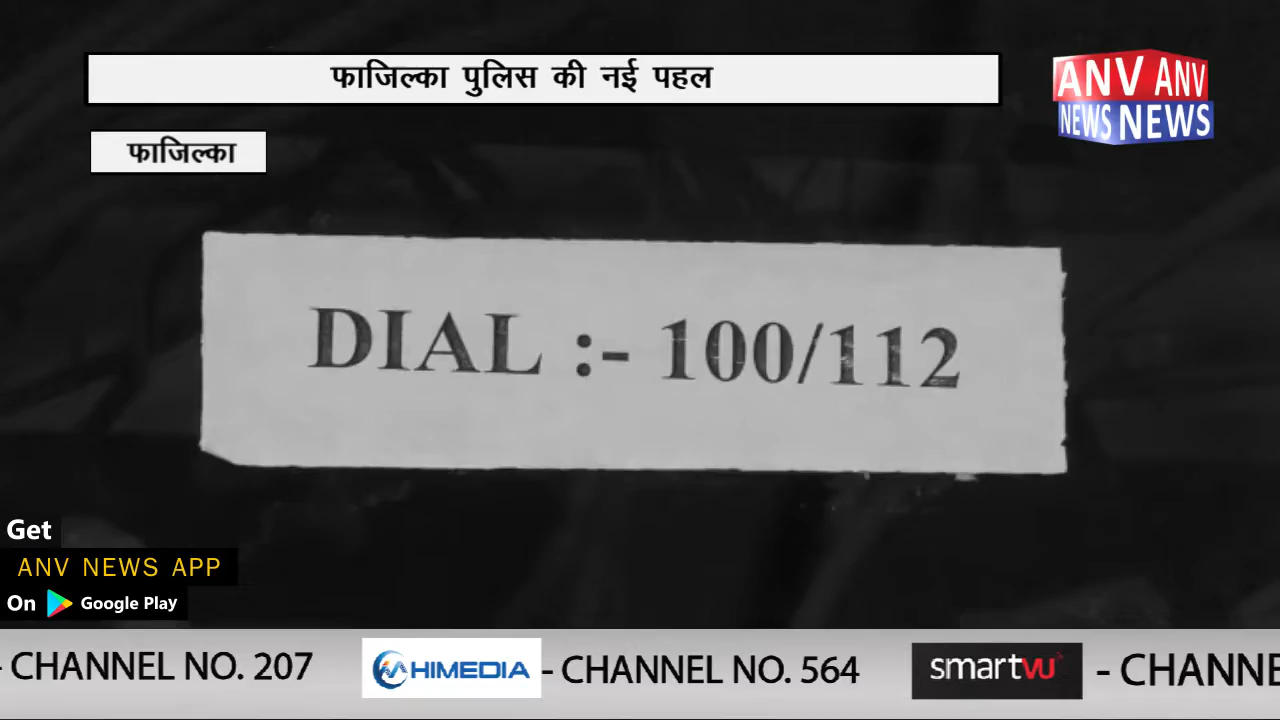 फाजिल्का पुलिस की नई पहल
ANV ANV
NEWS NEWS
फाजिल्का
DIAL :- 100/112
Get
ANV NEWS APP
On Google Play
- CHANNEL NO. 207 HIMEDIA - CHANNEL NO. 564 smartvu - CHANNE